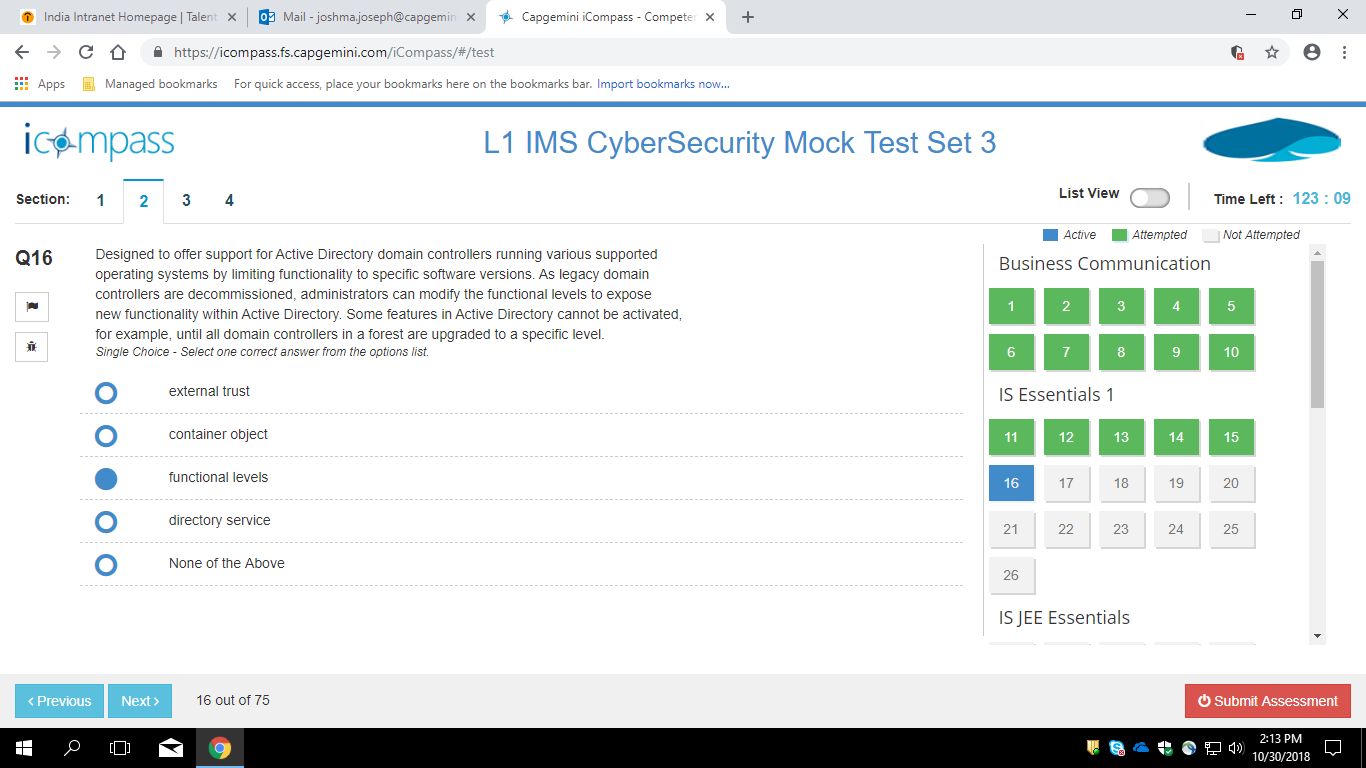 India Intranet Homepage | Talent
Mail - joshma.joseph@capgemin
Capgemini iCompass - Competer
https://icompass.fs.capgemini.com/iCompass/#/test
Apps
Managed bookmarks
For quick access, place your bookmarks here on the bookmarks bar. Import bookmarks now...
icompass
L1 IMS CyberSecurity Mock Test Set 3
Section: 1 2 3 4
List View
Time Left : 123 : 09
Active Attempted Not Attempted
Q16
Designed to offer support for Active Directory domain controllers running various supported
operating systems by limiting functionality to specific software versions. As legacy domain
controllers are decommissioned, administrators can modify the functional levels to expose
new functionality within Active Directory. Some features in Active Directory cannot be activated,
for example, until all domain controllers in a forest are upgraded to a specific level.
Single Choice - Select one correct answer from the options list.
external trust
container object
functional levels
directory service
None of the Above
Business Communication
1 2 3 4 5
6 7 8 9 10
IS Essentials 1
11 12 13 14 15
16 17 18 19 20
21 22 23 24 25
26
IS JEE Essentials
Previous
Next
16 out of 75
Submit Assessment
2:13 PM
10/30/2018